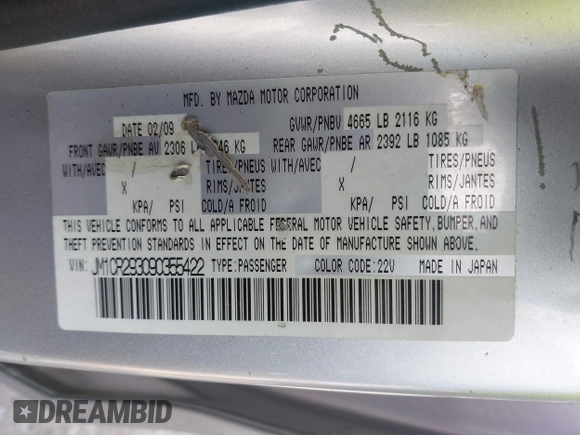 MFD. BY MAZDA MOTOR CORPORATION
DATE 02/09 GVWR/PNBV 4665 LB 2116 KG
FRONT GAWR/PNBE AV 2306 46 KG REAR GAWR/PNBE AR 2392 LB 1085 KG
WITH/AVEC / TIRES/PNEUS WITH/AVEC / TIRES/PNEUS
X RIMS/JANTES X RIMS/JANTES
KPA/ PSI COLD/A FROID KPA/ PSI COLD/A FROID
THIS VEHICLE CONFORMS TO ALL APPLICABLE FEDERAL MOTOR VEHICLE SAFETY, BUMPER, AND
THEFT PREVENTION STANDARDS IN EFFECT ON THE DATE OF MANUFACTURE SHOWN ABOVE.
VIN: JM1CR293090355422 TYPE:PASSENGER COLOR CODE:22V MADE IN JAPAN
DREAMBID